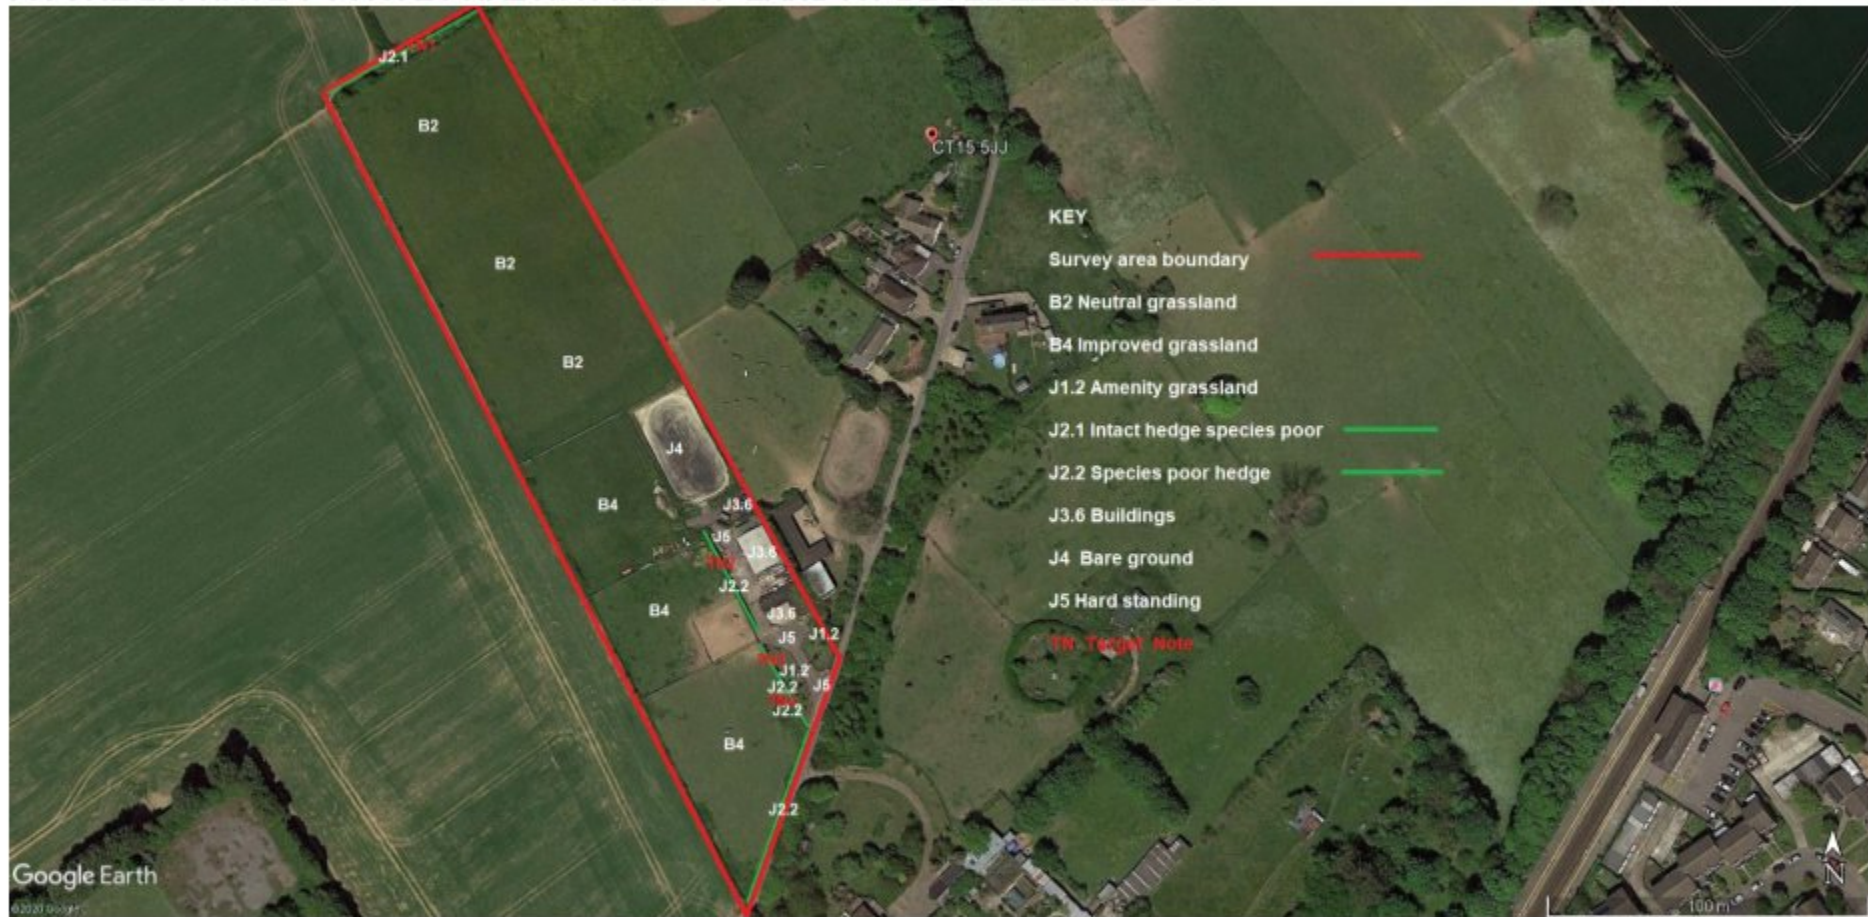 J2.1
B2
CT15 5JJ
KEY
Survey area boundary
B2
B2 Neutral grassland
B4 Improved grassland
B2
J1.2 Amenity grassland
J2.1 Intact hedge species poor
J4
J2.2 Species poor hedge
B4
J3.6
J3.6 Buildings
J5
J3.6
J4 Bare ground
J2.2
J5 Hard standing
B4
J3.6
J5
J1.2
TN Target Note
J1.2
J2.2
J5
J2.2
B4
J2.2
Google Earth
©2020 Google
N
100 m